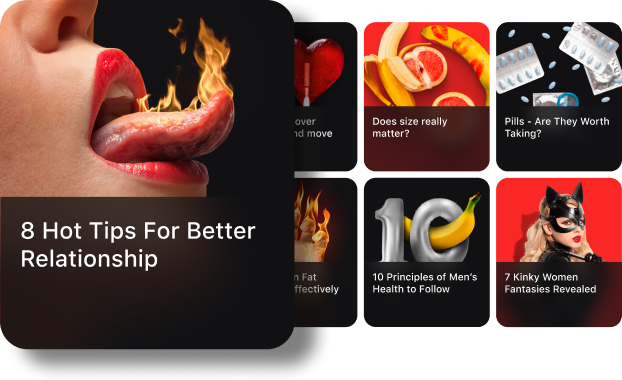 8 Hot Tips For Better
Relationship
over
nd move
Does size really
matter?
Pills - Are They Worth
Taking?
n Fat
ffectively
10
10 Principles of Men's
Health to Follow
7 Kinky Women
Fantasies Revealed